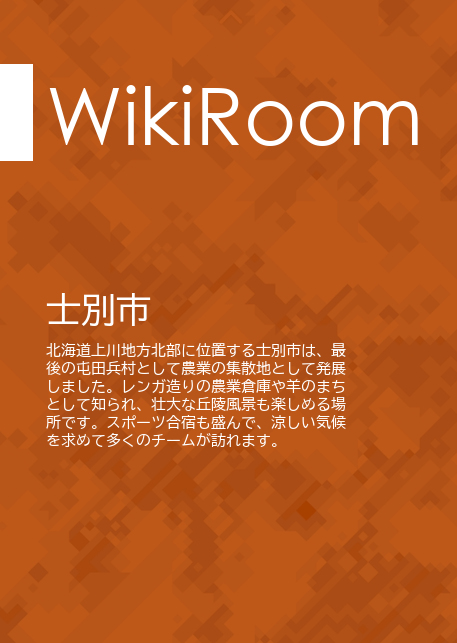 WikiRoom
士別市
北海道上川地方北部に位置する士別市は、最
後の屯田兵村として農業の集散地として発展
しました。レンガ造りの農業倉庫や羊のまち
として知られ、壮大な丘陵風景も楽しめる場
所です。スポーツ合宿も盛んで、涼しい気候
を求めて多くのチームが訪れます。